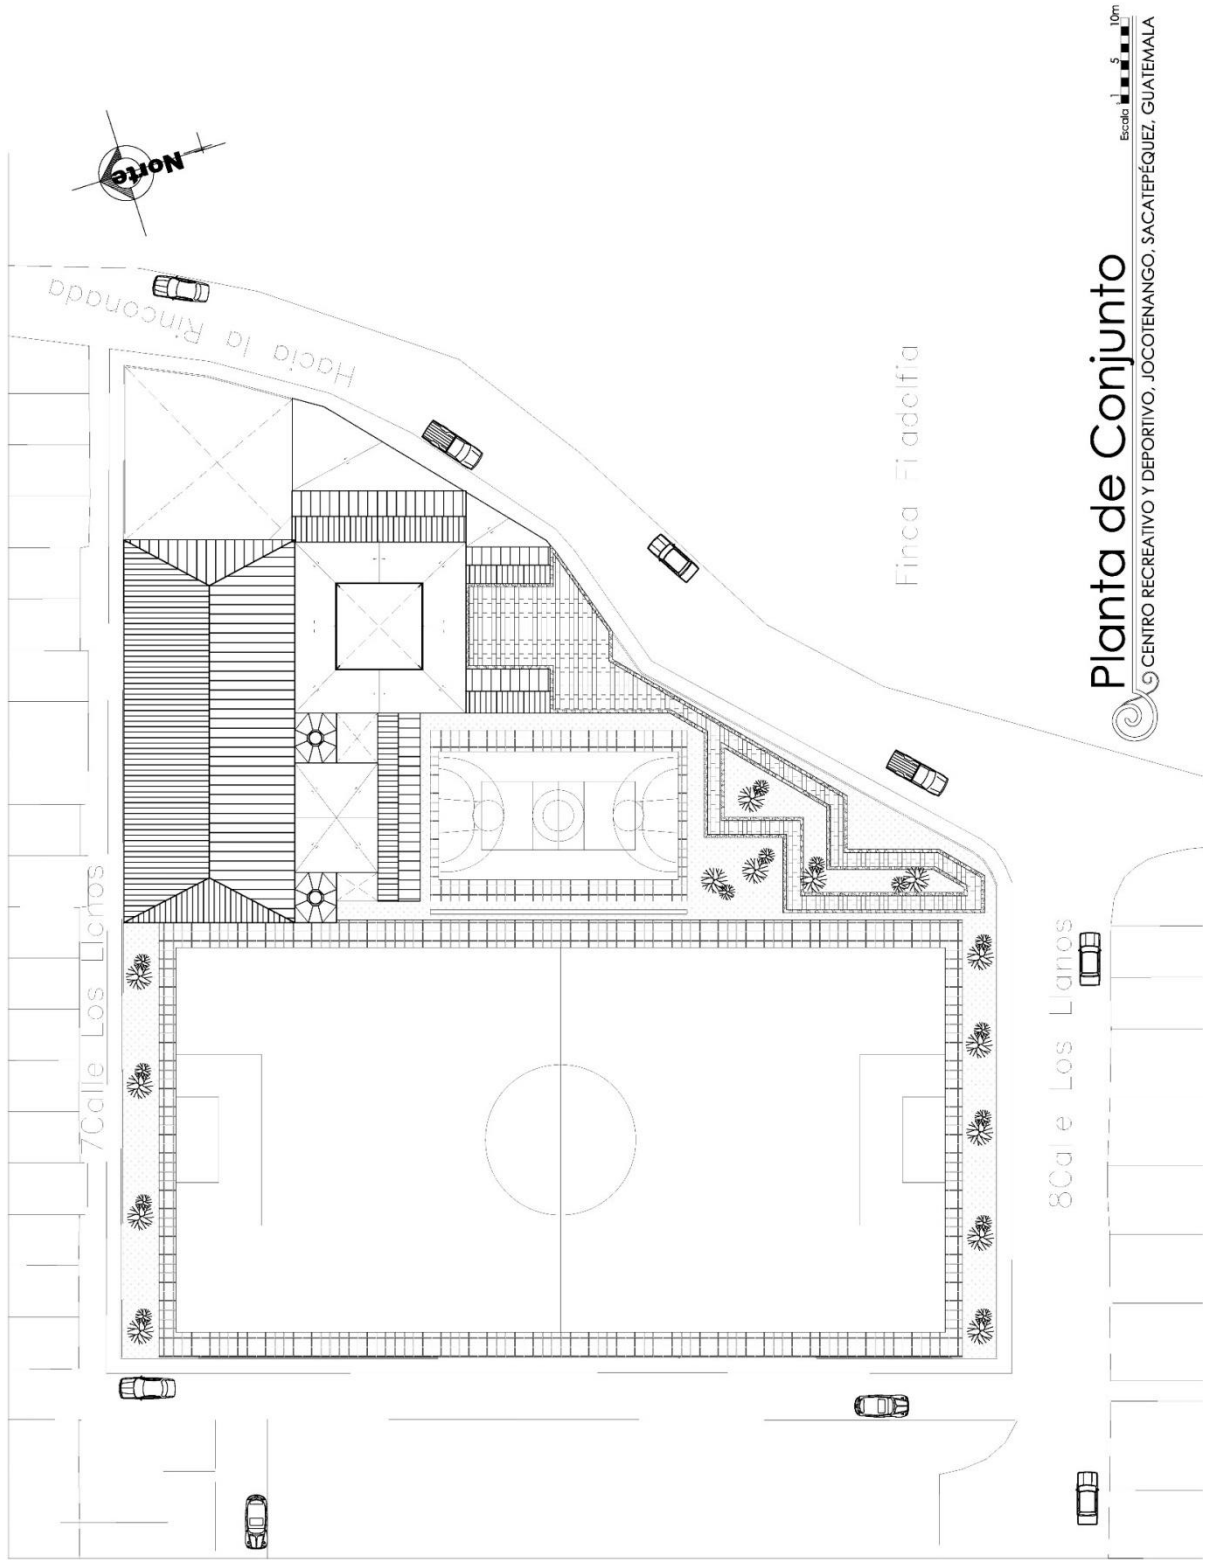 Norte
Hacia la Rinconada
Finca Filadelfia
7Calle Los Llanos
8Calle Los Llanos
Planta de Conjunto
Escala 1 5 10m
CENTRO RECREATIVO Y DEPORTIVO, JOCOTENANGO, SACATEPÉQUEZ, GUATEMALA